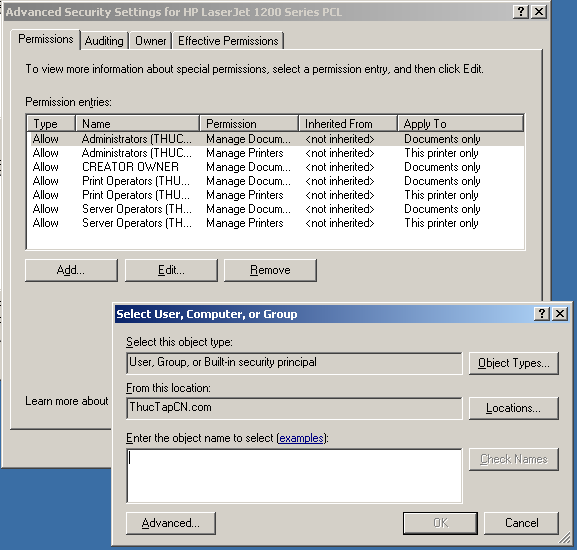 Advanced Security Settings for HP LaserJet 1200 Series PCL
Permissions Auditing Owner Effective Permissions
To view more information about special permissions, select a permission entry, and then click Edit.
Permission entries:
Type Name Permission Inherited From Apply To
Allow Administrators (THUC... Manage Docum... <not inherited> Documents only
Allow Administrators (THUC... Manage Printers <not inherited> This printer only
Allow CREATOR OWNER Manage Docum... <not inherited> Documents only
Allow Print Operators (THU... Manage Docum... <not inherited> Documents only
Allow Print Operators (THU... Manage Printers <not inherited> This printer only
Allow Server Operators (TH... Manage Docum... <not inherited> Documents only
Allow Server Operators (TH... Manage Printers <not inherited> This printer only
Add... Edit... Remove
Learn more about
Select User, Computer, or Group
Select this object type:
User, Group, or Built-in security principal Object Types...
From this location:
ThucTapCN.com Locations...
Enter the object name to select (examples):
Check Names
Advanced... OK Cancel